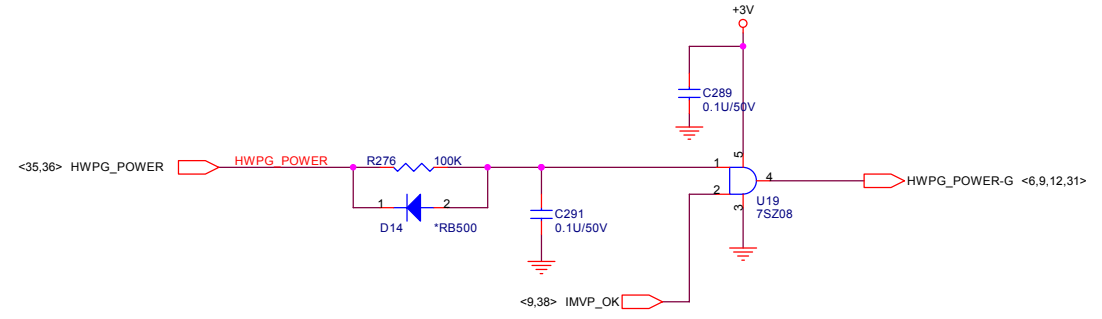 +3V
C289
0.1U/50V
<35,36> HWPG_POWER
HWPG_POWER
R276 100K
1 2
D14 *RB500
C291
0.1U/50V
1
2
5
3
4
U19
7SZ08
HWPG_POWER-G <6,9,12,31>
<9,38> IMVP_OK